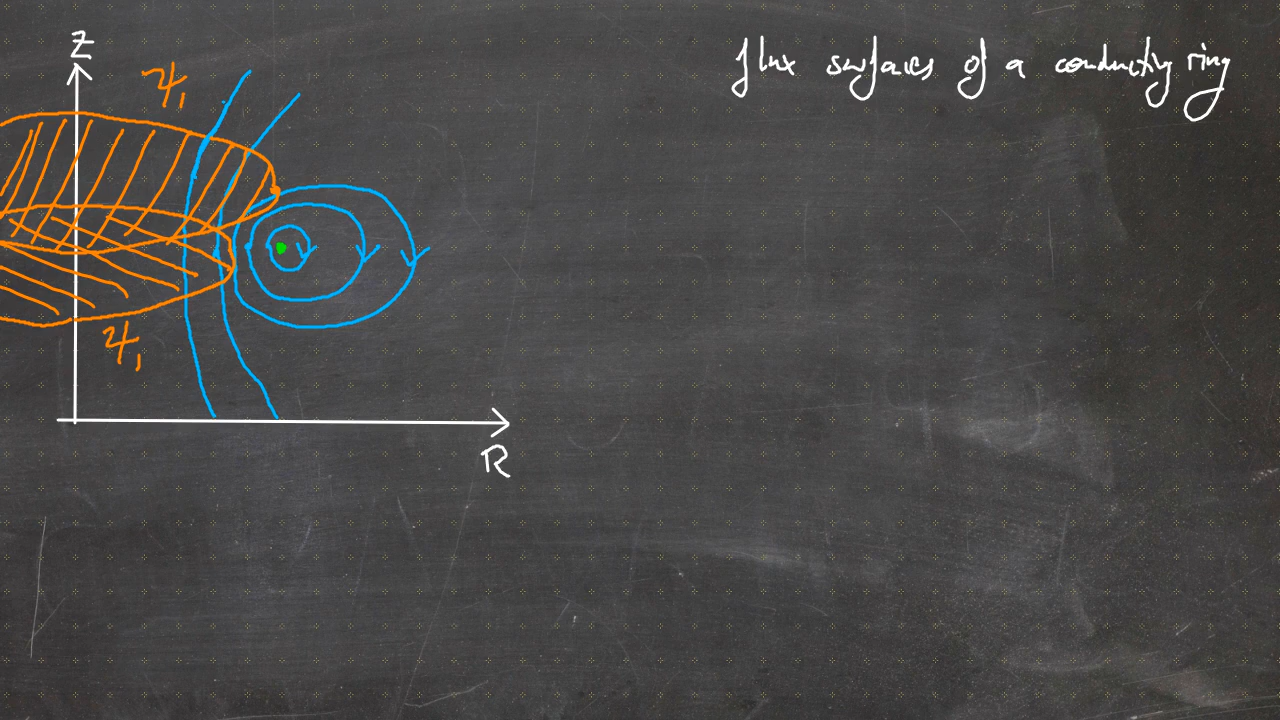 flux surfaces of a conducting ring
Z
Ψ₁
Ψ₁
R